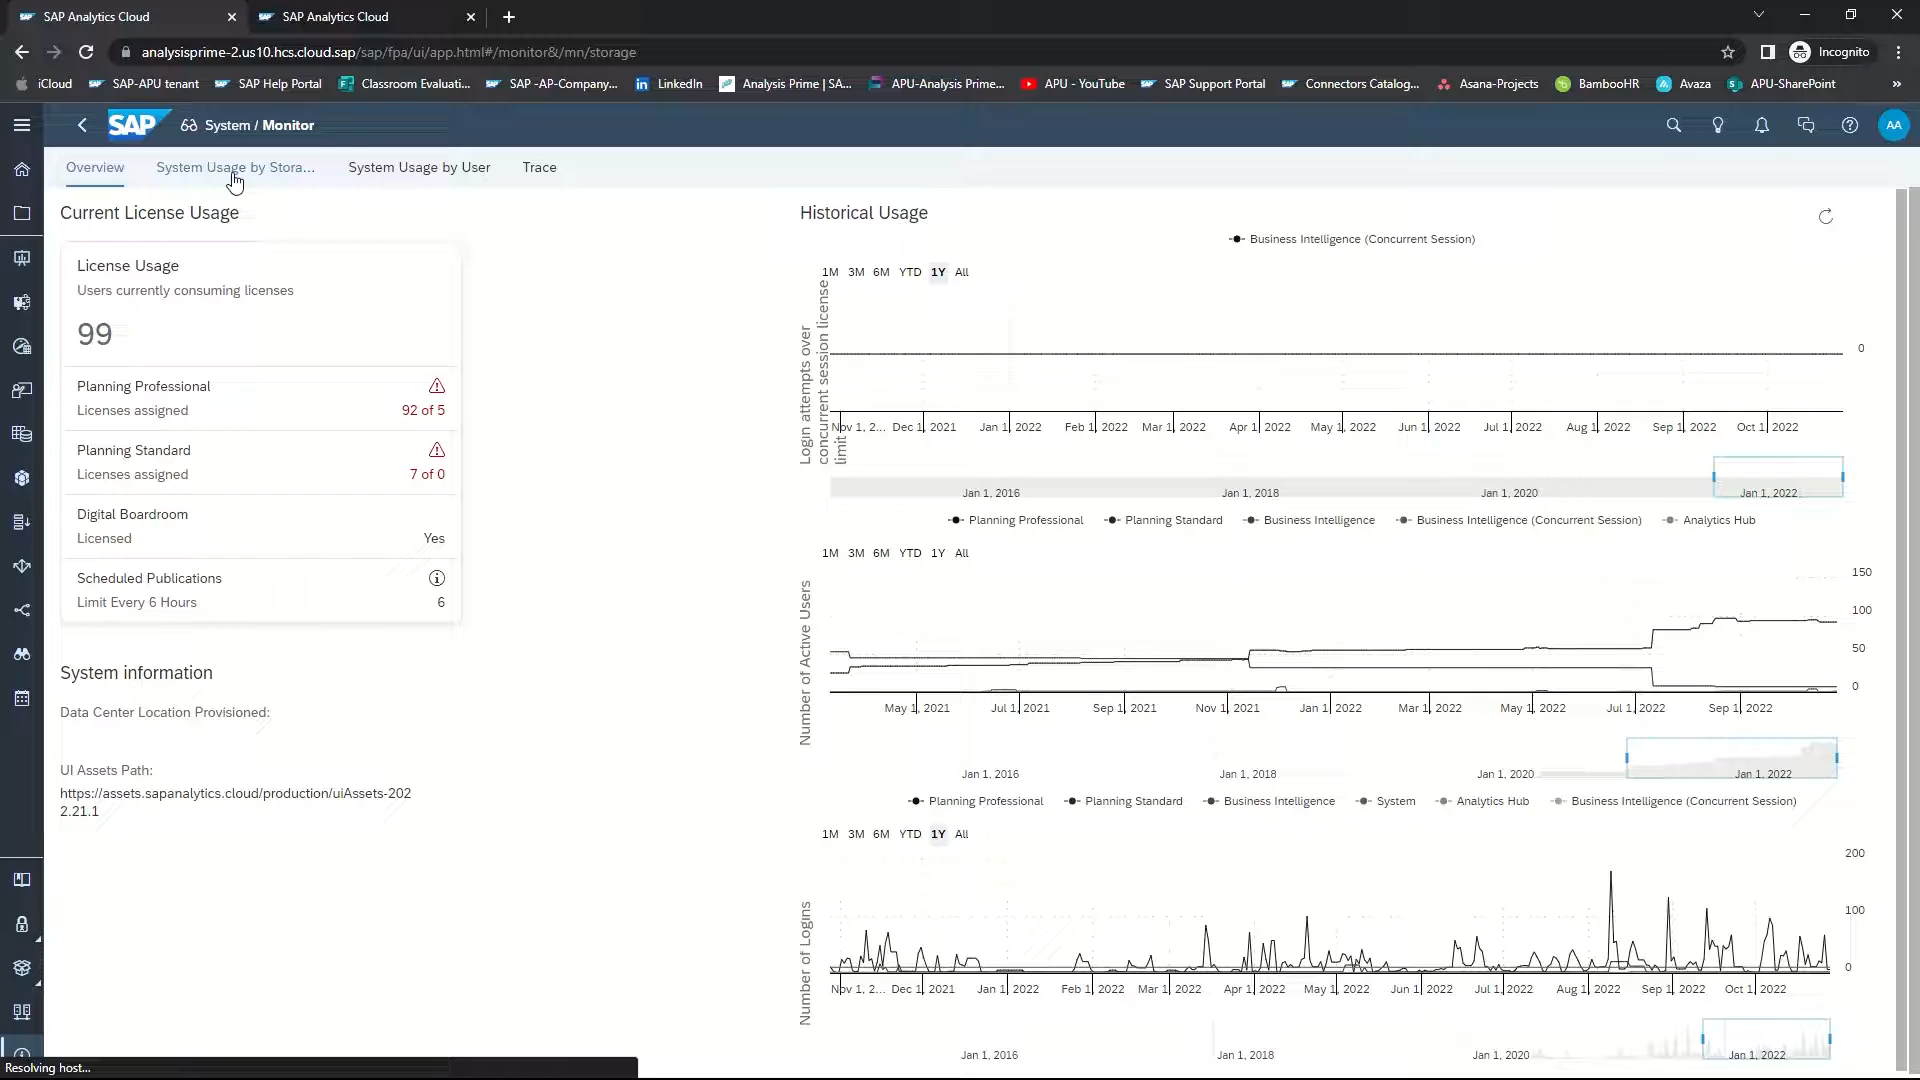 SAP Analytics Cloud
SAP Analytics Cloud
analysisprime-2.us10.hcs.cloud.sap/sap/fpa/ui/app.html#/monitor&/mn/storage
Incognito
iCloud
SAP-APU tenant
SAP Help Portal
Classroom Evaluati...
SAP -AP-Company...
LinkedIn
Analysis Prime | SA...
APU-Analysis Prime...
APU - YouTube
SAP Support Portal
Connectors Catalog...
Asana-Projects
BambooHR
Avaza
APU-SharePoint
SAP
System / Monitor
AA
Overview
System Usage by Stora...
System Usage by User
Trace
Current License Usage
License Usage
Users currently consuming licenses
99
Planning Professional
Licenses assigned 92 of 5
Planning Standard
Licenses assigned 7 of 0
Digital Boardroom
Licensed Yes
Scheduled Publications
Limit Every 6 Hours 6
System information
Data Center Location Provisioned:
UI Assets Path:
https://assets.sapanalytics.cloud/production/uiAssets-202
2.21.1
Historical Usage
Business Intelligence (Concurrent Session)
1M 3M 6M YTD 1Y All
Login attempts over
concurrent session license
limit
0
Nov 1, 2... Dec 1, 2021 Jan 1, 2022 Feb 1, 2022 Mar 1, 2022 Apr 1, 2022 May 1, 2022 Jun 1, 2022 Jul 1, 2022 Aug 1, 2022 Sep 1, 2022 Oct 1, 2022
Jan 1, 2016 Jan 1, 2018 Jan 1, 2020 Jan 1, 2022
Planning Professional Planning Standard Business Intelligence Business Intelligence (Concurrent Session) Analytics Hub
1M 3M 6M YTD 1Y All
Number of Active Users
150
100
50
0
May 1, 2021 Jul 1, 2021 Sep 1, 2021 Nov 1, 2021 Jan 1, 2022 Mar 1, 2022 May 1, 2022 Jul 1, 2022 Sep 1, 2022
Jan 1, 2016 Jan 1, 2018 Jan 1, 2020 Jan 1, 2022
Planning Professional Planning Standard Business Intelligence System Analytics Hub Business Intelligence (Concurrent Session)
1M 3M 6M YTD 1Y All
Number of Logins
200
100
0
Nov 1, 2... Dec 1, 2021 Jan 1, 2022 Feb 1, 2022 Mar 1, 2022 Apr 1, 2022 May 1, 2022 Jun 1, 2022 Jul 1, 2022 Aug 1, 2022 Sep 1, 2022 Oct 1, 2022
Jan 1, 2016 Jan 1, 2018 Jan 1, 2020 Jan 1, 2022
Resolving host...